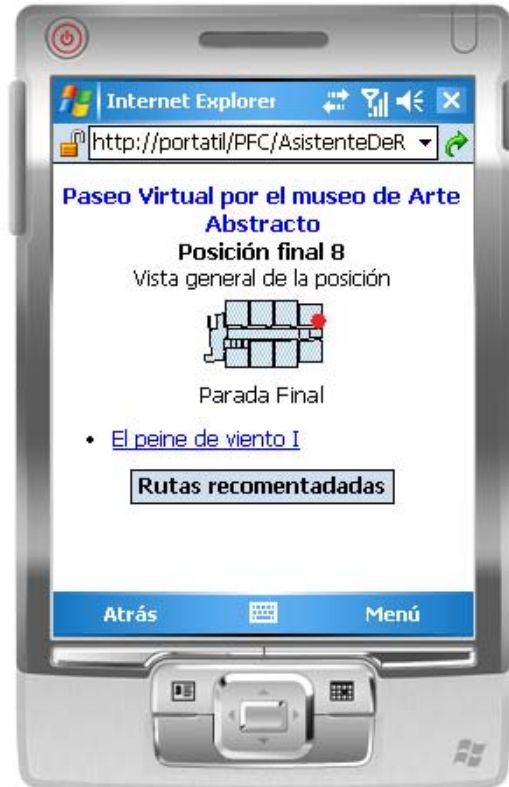 Internet Explorer
http://portatil/PFC/AsistenteDeR
Paseo Virtual por el museo de Arte
Abstracto
Posición final 8
Vista general de la posición
Parada Final
El peine de viento I
Rutas recomentadadas
Atrás
Menú